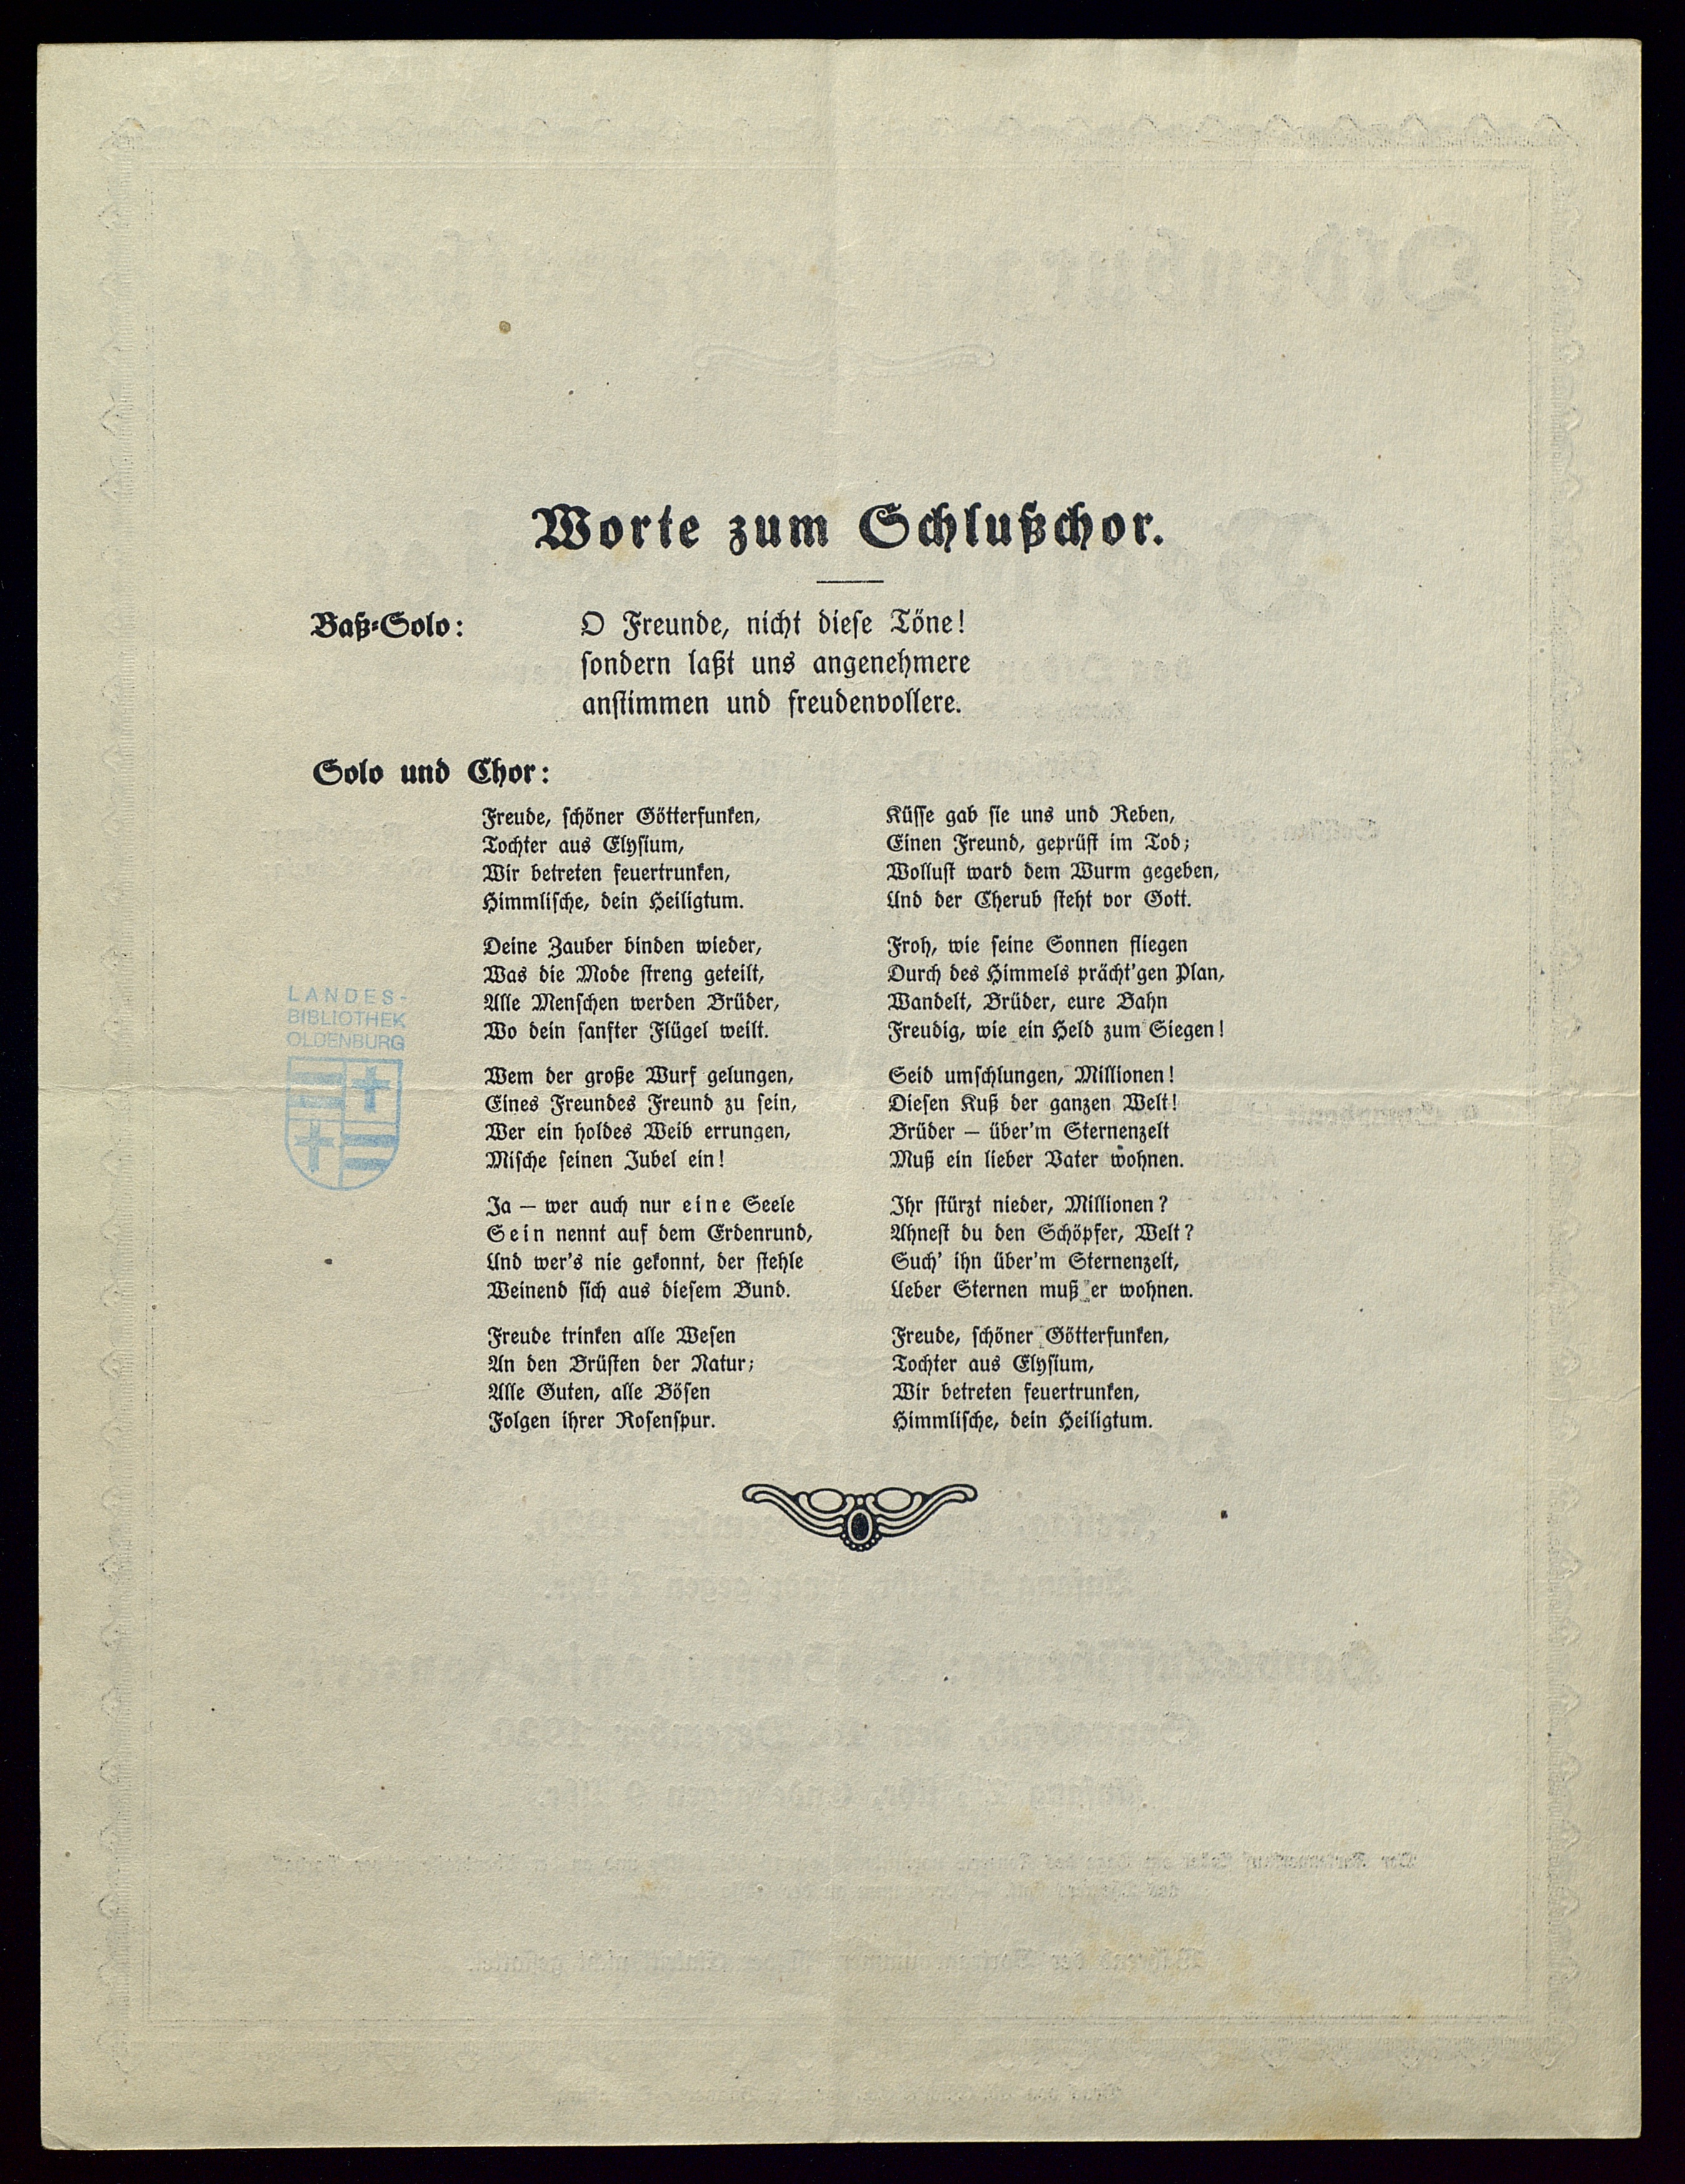 Worte zum Schlußchor.
Baß-Solo:
O Freunde, nicht diese Töne!
sondern laßt uns angenehmere
anstimmen und freudenvollere.
Solo und Chor:
Freude, schöner Götterfunken,
Tochter aus Elysium,
Wir betreten feuertrunken,
Himmlische, dein Heiligtum.
Deine Zauber binden wieder,
Was die Mode streng geteilt,
Alle Menschen werden Brüder,
Wo dein sanfter Flügel weilt.
Wem der große Wurf gelungen,
Eines Freundes Freund zu sein,
Wer ein holdes Weib errungen,
Mische seinen Jubel ein!
Ja — wer auch nur eine Seele
Sein nennt auf dem Erdenrund,
Und wer's nie gekonnt, der stehle
Weinend sich aus diesem Bund.
Freude trinken alle Wesen
An den Brüsten der Natur;
Alle Guten, alle Bösen
Folgen ihrer Rosenspur.
Küsse gab sie uns und Reben,
Einen Freund, geprüft im Tod;
Wollust ward dem Wurm gegeben,
Und der Cherub steht vor Gott.
Froh, wie seine Sonnen fliegen
Durch des Himmels prächt'gen Plan,
Wandelt, Brüder, eure Bahn
Freudig, wie ein Held zum Siegen!
Seid umschlungen, Millionen!
Diesen Kuß der ganzen Welt!
Brüder — über'm Sternenzelt
Muß ein lieber Vater wohnen.
Ihr stürzt nieder, Millionen?
Ahnest du den Schöpfer, Welt?
Such' ihn über'm Sternenzelt,
Ueber Sternen muß er wohnen.
Freude, schöner Götterfunken,
Tochter aus Elysium,
Wir betreten feuertrunken,
Himmlische, dein Heiligtum.
LANDES-
BIBLIOTHEK
OLDENBURG